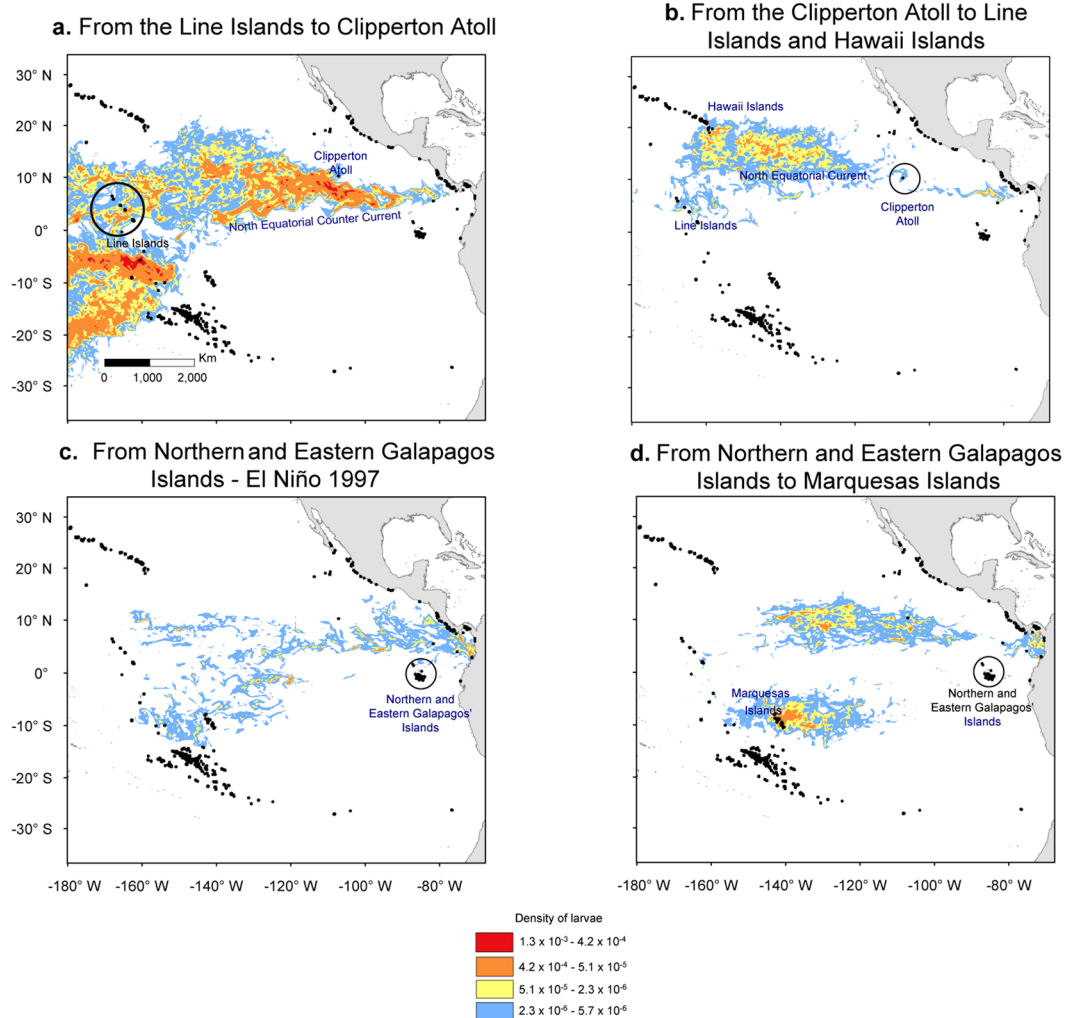 a. From the Line Islands to Clipperton Atoll
b. From the Clipperton Atoll to Line
Islands and Hawaii Islands
30° N
20° N
10° N
0°
-10° S
-20° S
-30° S
Clipperton
Atoll
North Equatorial Counter Current
Line Islands
Km
0 1,000 2,000
Hawaii Islands
North Equatorial Current
Line Islands
Clipperton
Atoll
c. From Northern and Eastern Galapagos
Islands - El Niño 1997
d. From Northern and Eastern Galapagos
Islands to Marquesas Islands
30° N
20° N
10° N
0°
-10° S
-20° S
-30° S
Northern and
Eastern Galapagos'
Islands
Marquesas
Islands
Northern and
Eastern Galapagos'
Islands
-180° W -160° W -140° W -120° W -100° W -80° W
-180° W -160° W -140° W -120° W -100° W -80° W
Density of larvae
1.3 x 10⁻³ - 4.2 x 10⁻⁴
4.2 x 10⁻⁴ - 5.1 x 10⁻⁵
5.1 x 10⁻⁵ - 2.3 x 10⁻⁶
2.3 x 10⁻⁶ - 5.7 x 10⁻⁶